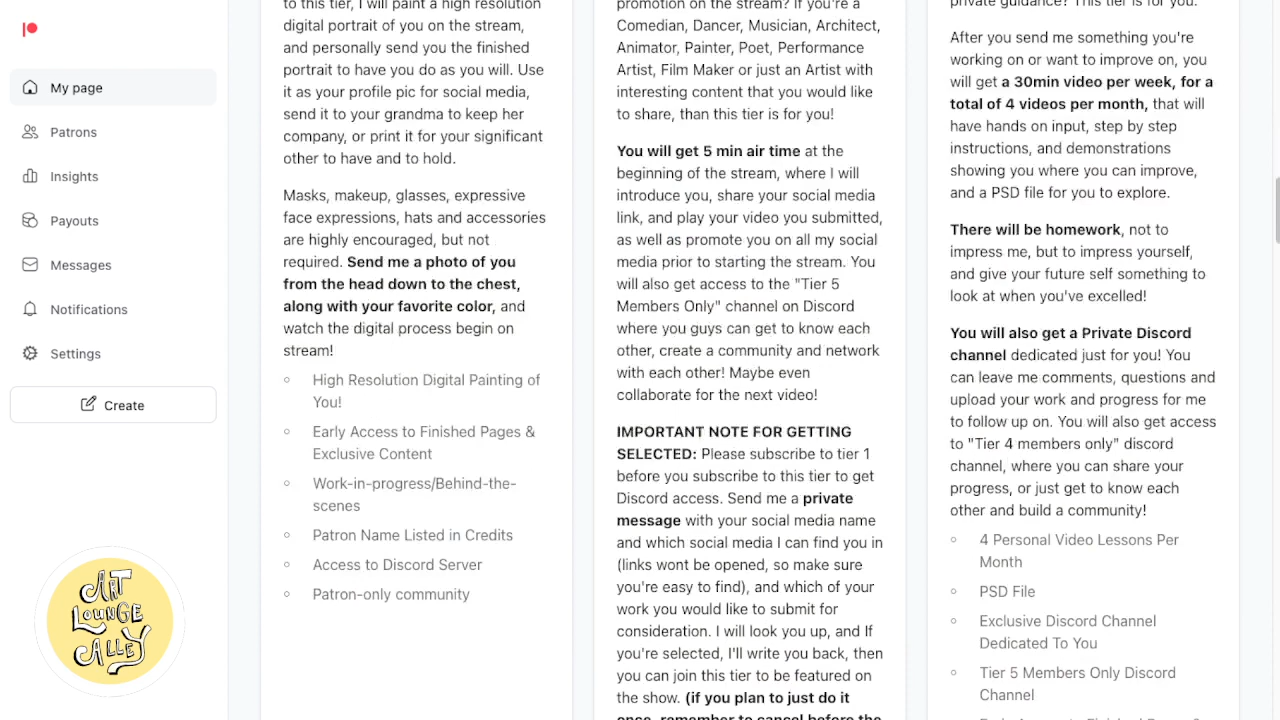 My page
Patrons
Insights
Payouts
Messages
Notifications
Settings
Create
ART
LOUNGE
ALLEY
to this tier, I will paint a high resolution
digital portrait of you on the stream,
and personally send you the finished
portrait to have you do as you will. Use
it as your profile pic for social media,
send it to your grandma to keep her
company, or print it for your significant
other to have and to hold.
Masks, makeup, glasses, expressive
face expressions, hats and accessories
are highly encouraged, but not
required. Send me a photo of you
from the head down to the chest,
along with your favorite color, and
watch the digital process begin on
stream!
High Resolution Digital Painting of
You!
Early Access to Finished Pages &
Exclusive Content
Work-in-progress/Behind-the-
scenes
Patron Name Listed in Credits
Access to Discord Server
Patron-only community
promotion on the stream? If you're a
Comedian, Dancer, Musician, Architect,
Animator, Painter, Poet, Performance
Artist, Film Maker or just an Artist with
interesting content that you would like
to share, than this tier is for you!
You will get 5 min air time at the
beginning of the stream, where I will
introduce you, share your social media
link, and play your video you submitted,
as well as promote you on all my social
media prior to starting the stream. You
will also get access to the "Tier 5
Members Only" channel on Discord
where you guys can get to know each
other, create a community and network
with each other! Maybe even
collaborate for the next video!
IMPORTANT NOTE FOR GETTING
SELECTED: Please subscribe to tier 1
before you subscribe to this tier to get
Discord access. Send me a private
message with your social media name
and which social media I can find you in
(links wont be opened, so make sure
you're easy to find), and which of your
work you would like to submit for
consideration. I will look you up, and If
you're selected, I'll write you back, then
you can join this tier to be featured on
the show. (if you plan to just do it
once, remember to cancel before the
private guidance? This tier is for you.
After you send me something you're
working on or want to improve on, you
will get a 30min video per week, for a
total of 4 videos per month, that will
have hands on input, step by step
instructions, and demonstrations
showing you where you can improve,
and a PSD file for you to explore.
There will be homework, not to
impress me, but to impress yourself,
and give your future self something to
look at when you've excelled!
You will also get a Private Discord
channel dedicated just for you! You
can leave me comments, questions and
upload your work and progress for me
to follow up on. You will also get access
to "Tier 4 members only" discord
channel, where you can share your
progress, or just get to know each
other and build a community!
4 Personal Video Lessons Per
Month
PSD File
Exclusive Discord Channel
Dedicated To You
Tier 5 Members Only Discord
Channel